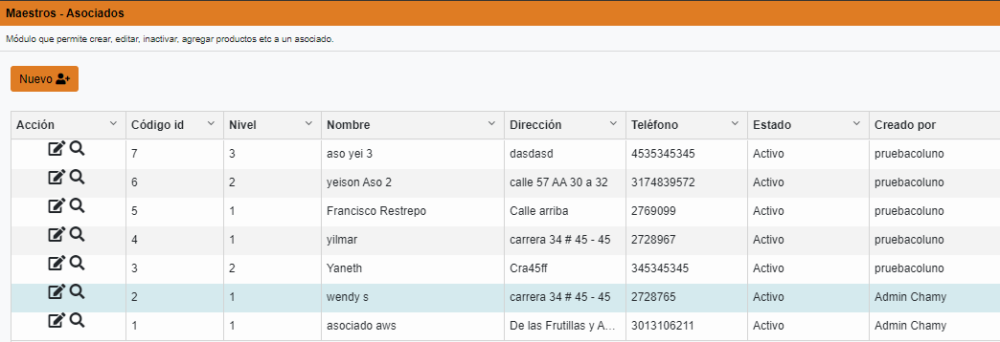 Maestros - Asociados
Módulo que permite crear, editar, inactivar, agregar productos etc a un asociado.
Nuevo
Acción Código id Nivel Nombre Dirección Teléfono Estado Creado por
7 3 aso yei 3 dasdasd 4535345345 Activo pruebacoluno
6 2 yeison Aso 2 calle 57 AA 30 a 32 3174839572 Activo pruebacoluno
5 1 Francisco Restrepo Calle arriba 2769099 Activo pruebacoluno
4 1 yilmar carrera 34 # 45 - 45 2728967 Activo pruebacoluno
3 2 Yaneth Cra45ff 345345345 Activo pruebacoluno
2 1 wendy s carrera 34 # 45 - 45 2728765 Activo Admin Chamy
1 1 asociado aws De las Frutillas y A... 3013106211 Activo Admin Chamy